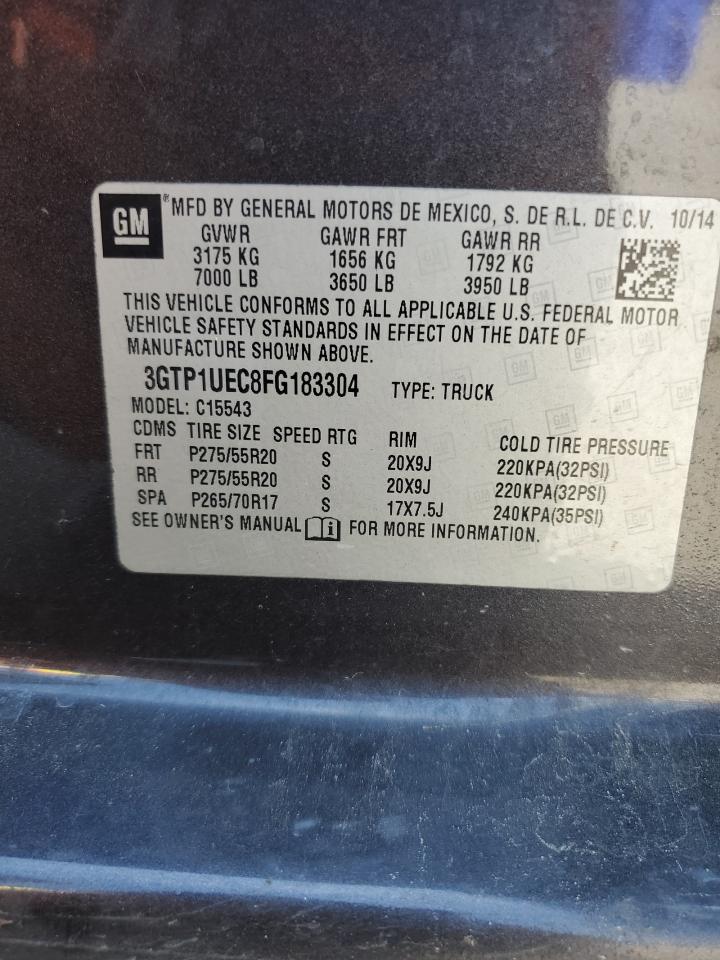 GM ® MFD BY GENERAL MOTORS DE MEXICO, S. DE R.L. DE C.V. 10/14
GVWR GAWR FRT GAWR RR
3175 KG 1656 KG 1792 KG
7000 LB 3650 LB 3950 LB
THIS VEHICLE CONFORMS TO ALL APPLICABLE U.S. FEDERAL MOTOR
VEHICLE SAFETY STANDARDS IN EFFECT ON THE DATE OF
MANUFACTURE SHOWN ABOVE.
3GTP1UEC8FG183304 TYPE: TRUCK
MODEL: C15543
CDMS TIRE SIZE SPEED RTG RIM COLD TIRE PRESSURE
FRT P275/55R20 S 20X9J 220KPA(32PSI)
RR P275/55R20 S 20X9J 220KPA(32PSI)
SPA P265/70R17 S 17X7.5J 240KPA(35PSI)
SEE OWNER'S MANUAL i FOR MORE INFORMATION.